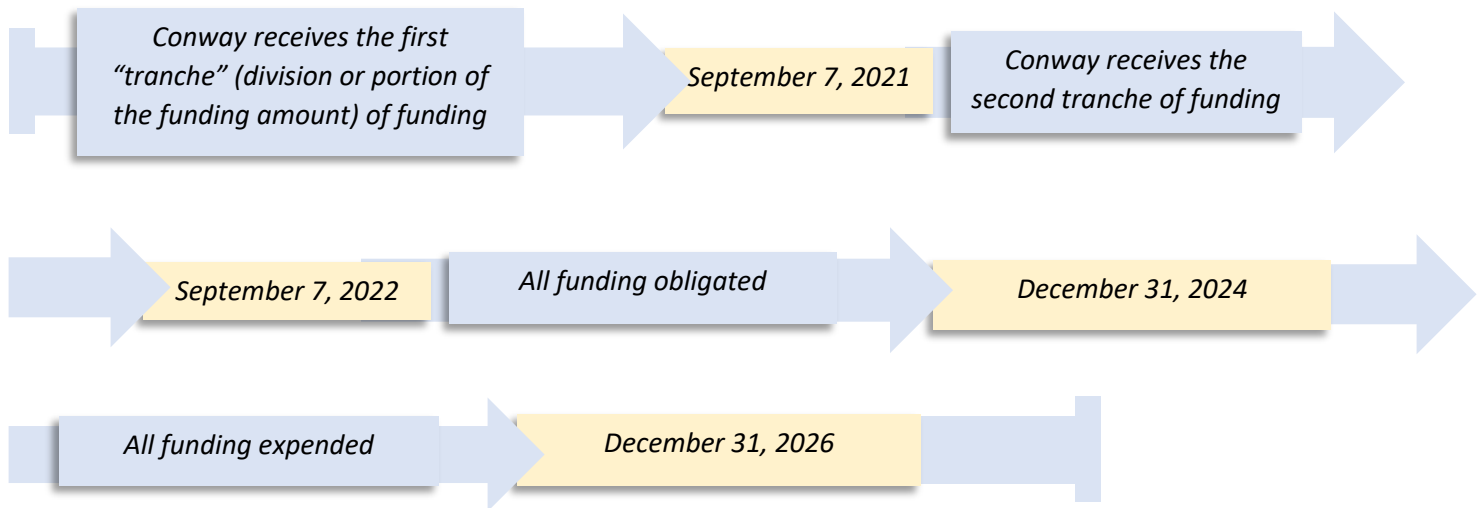 Conway receives the first
“tranche” (division or portion of
the funding amount) of funding
September 7, 2021
Conway receives the
second tranche of funding
September 7, 2022
All funding obligated
December 31, 2024
All funding expended
December 31, 2026